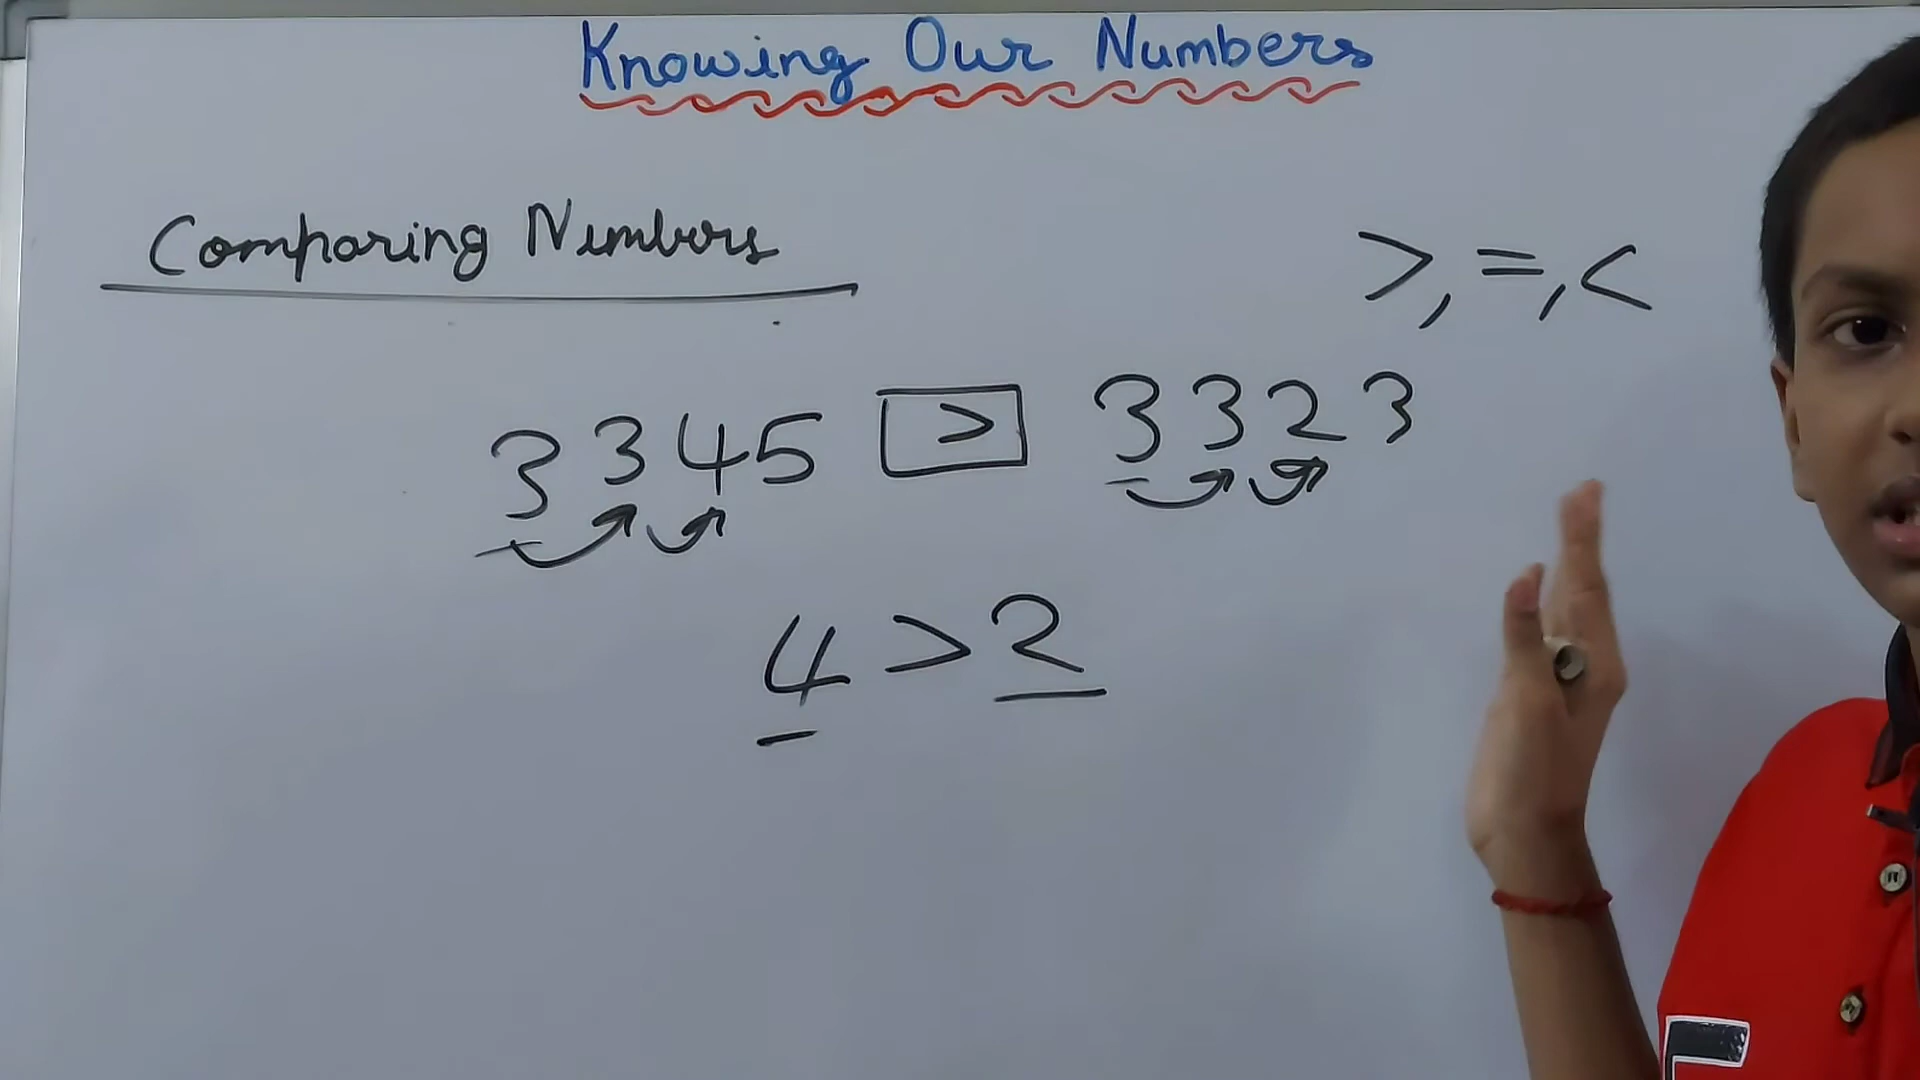 Knowing Our Numbers
Comparing Numbers
>, =, <
3345 > 3323
4 > 2